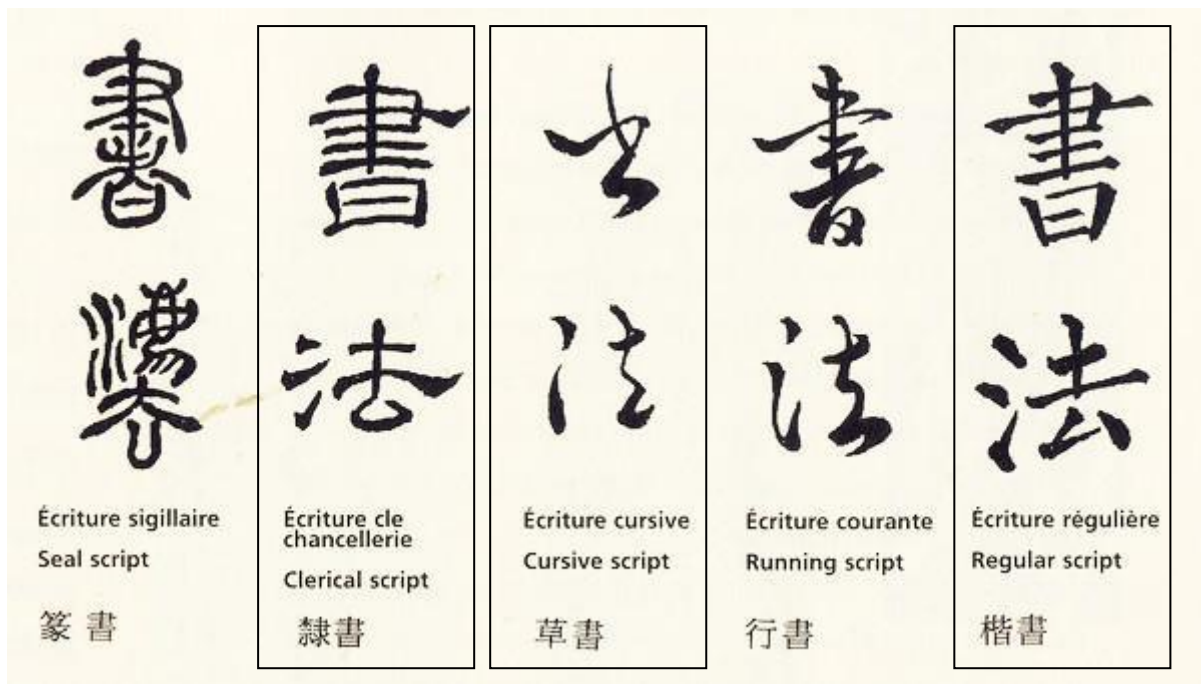 書灋
Écriture sigillaire
Seal script
篆書
書法
Écriture cle
chancellerie
Clerical script
隸書
書法
Écriture cursive
Cursive script
草書
書法
Écriture courante
Running script
行書
書法
Écriture régulière
Regular script
楷書